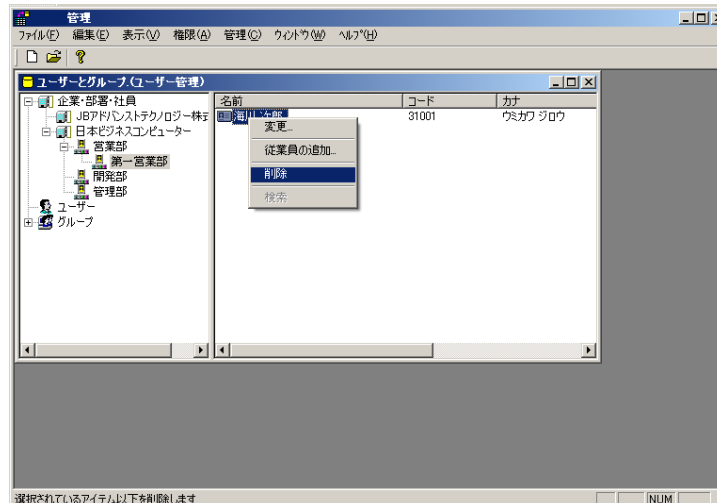 管理
ファイル(F) 編集(E) 表示(V) 権限(A) 管理(C) ウィンドウ(W) ヘルプ(H)
ユーザーとグループ.(ユーザー管理)
企業・部署・社員
JBアドバンストテクノロジー株式
日本ビジネスコンピューター
営業部
第一営業部
開発部
管理部
ユーザー
グループ
名前 コード カナ
海川 次郎 31001 ウミカワ ジロウ
変更...
従業員の追加...
削除
検索
選択されているアイテム以下を削除します
NUM